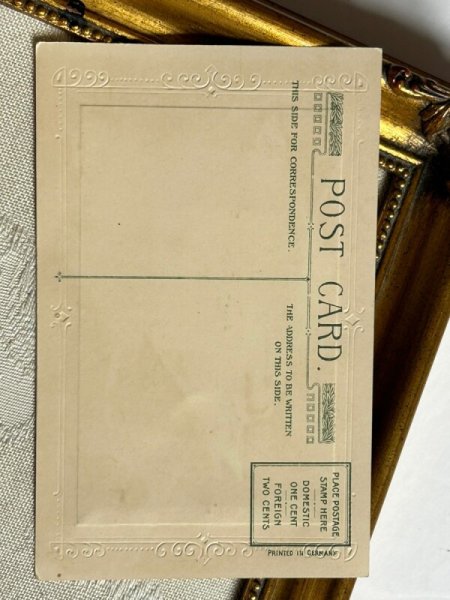 POST CARD.
THIS SIDE FOR CORRESPONDENCE.
THE ADDRESS TO BE WRITTEN
ON THIS SIDE.
PLACE POSTAGE
STAMP HERE
DOMESTIC
ONE CENT
FOREIGN
TWO CENTS
PRINTED IN GERMANY